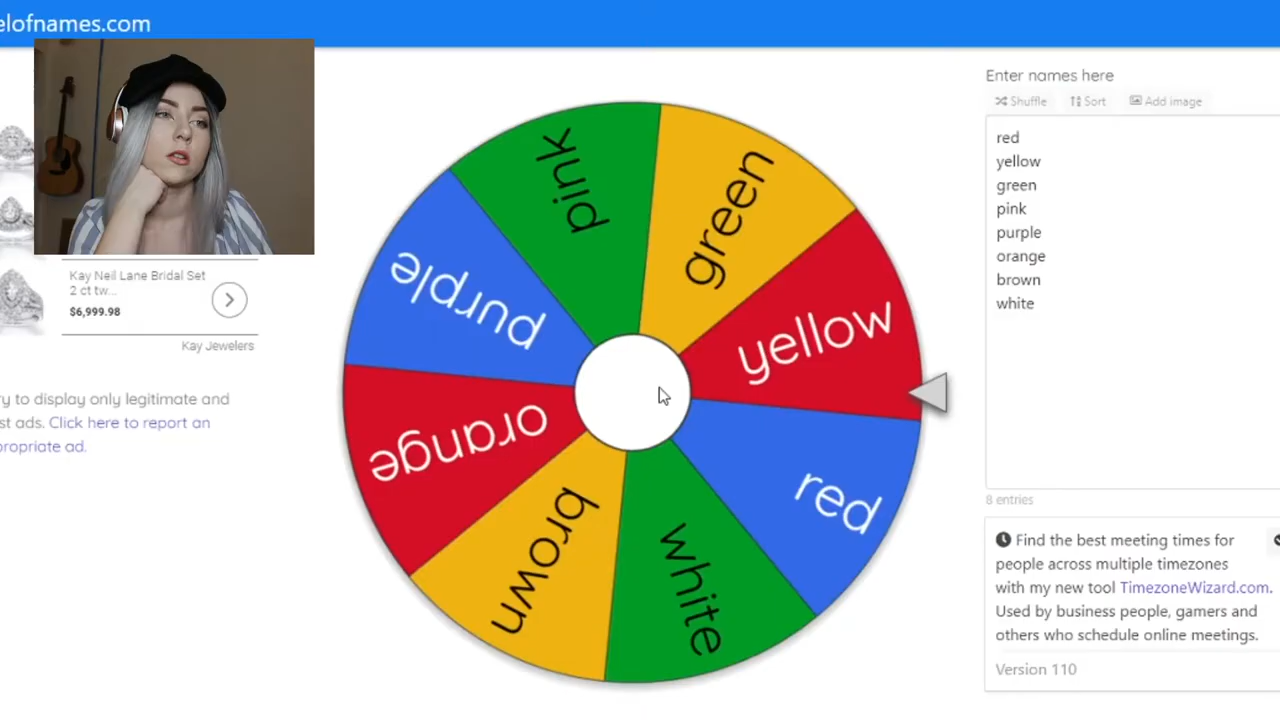 elofnames.com
Kay Neil Lane Bridal Set
2 ct tw...
$6,999.98
Kay Jewelers
ry to display only legitimate and
st ads. Click here to report an
propriate ad.
pink
green
purple
yellow
orange
red
brown
white
Enter names here
Shuffle Sort Add image
red
yellow
green
pink
purple
orange
brown
white
8 entries
Find the best meeting times for
people across multiple timezones
with my new tool TimezoneWizard.com.
Used by business people, gamers and
others who schedule online meetings.
Version 110